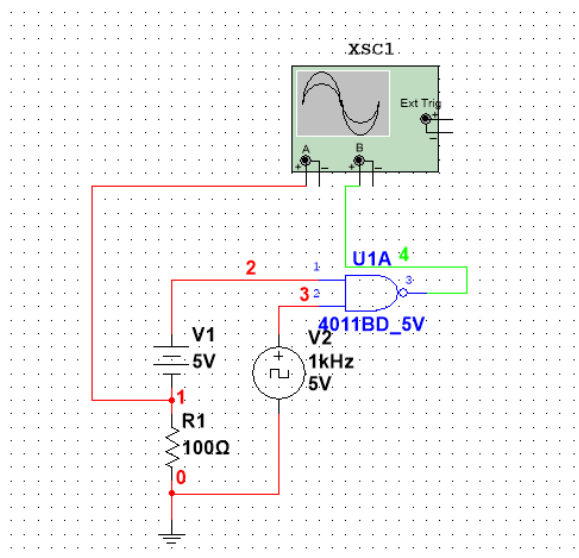 XSC1
Ext Trig
+
A
B
+
−
+
−
−
U1A
4
2
1
3
3
2
4011BD_5V
V1
V2
5V
1kHz
+
5V
1
R1
100Ω
0